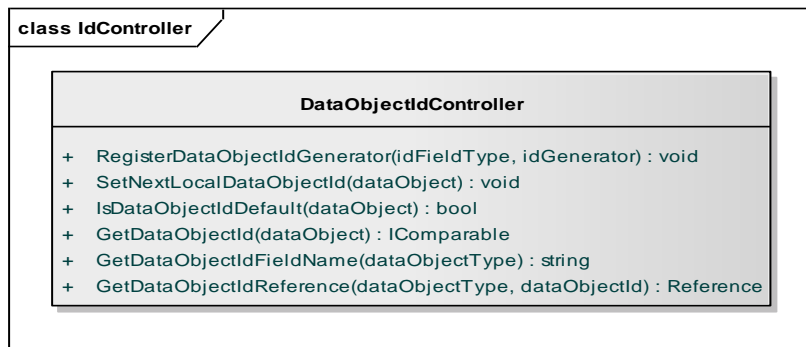 class IdController
DataObjectIdController
+ RegisterDataObjectIdGenerator(idFieldType, idGenerator) : void
+ SetNextLocalDataObjectId(dataObject) : void
+ IsDataObjectIdDefault(dataObject) : bool
+ GetDataObjectId(dataObject) : IComparable
+ GetDataObjectIdFieldName(dataObjectType) : string
+ GetDataObjectIdReference(dataObjectType, dataObjectId) : Reference